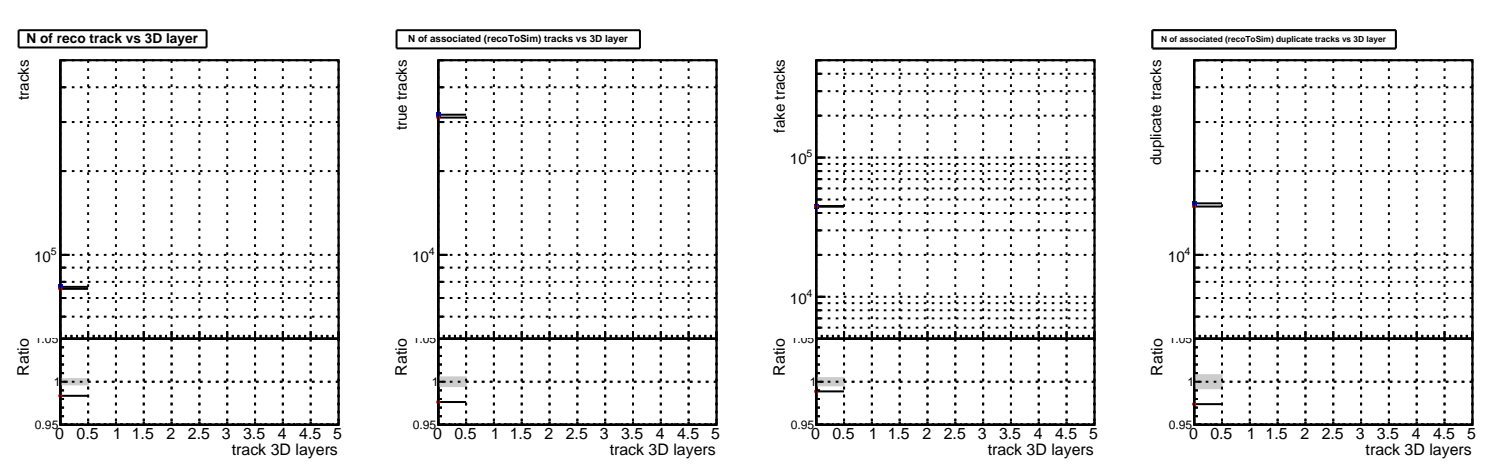 N of reco track vs 3D layer
tracks
10^5
Ratio
1.05
1
0.95
0 0.5 1 1.5 2 2.5 3 3.5 4 4.5 5
track 3D layers
N of associated (recoToSim) tracks vs 3D layer
true tracks
10^4
Ratio
1.05
1
0.95
0 0.5 1 1.5 2 2.5 3 3.5 4 4.5 5
track 3D layers
fake tracks
10^5
10^4
Ratio
1.05
1
0.95
0 0.5 1 1.5 2 2.5 3 3.5 4 4.5 5
track 3D layers
N of associated (recoToSim) duplicate tracks vs 3D layer
duplicate tracks
10^4
Ratio
1.05
1
0.95
0 0.5 1 1.5 2 2.5 3 3.5 4 4.5 5
track 3D layers